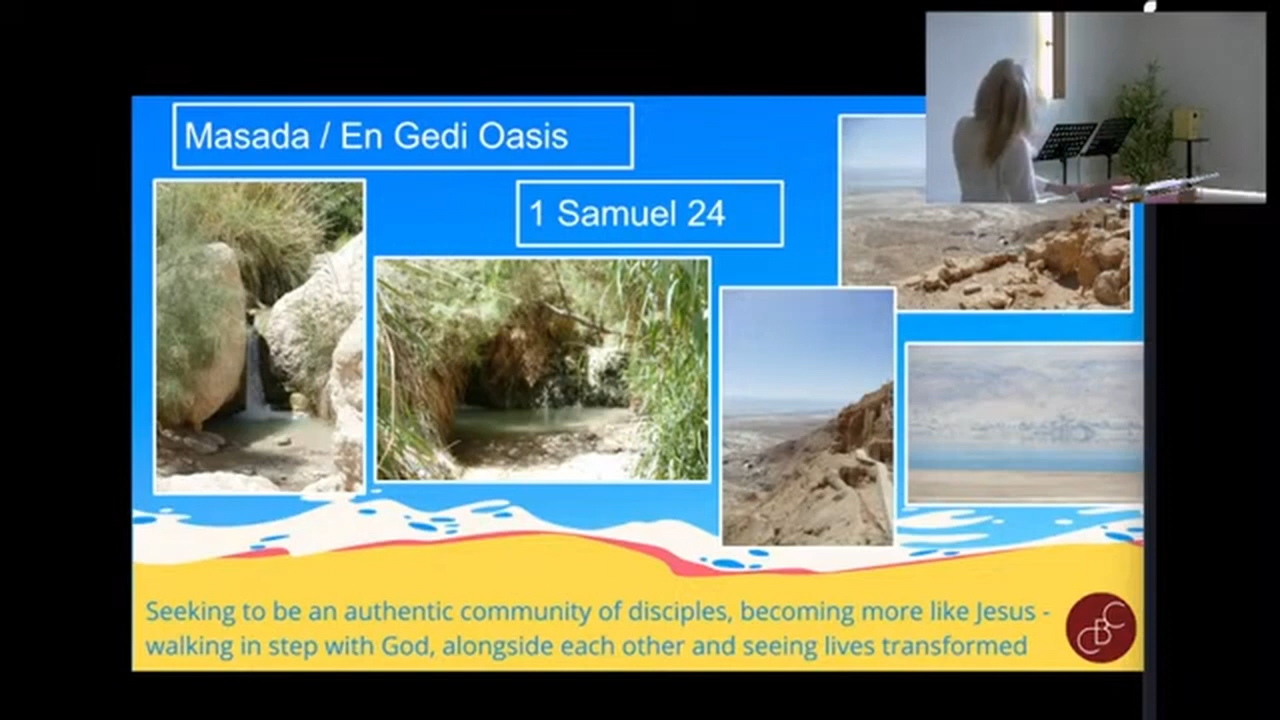 Masada / En Gedi Oasis
1 Samuel 24
Seeking to be an authentic community of disciples, becoming more like Jesus -
walking in step with God, alongside each other and seeing lives transformed
CBC